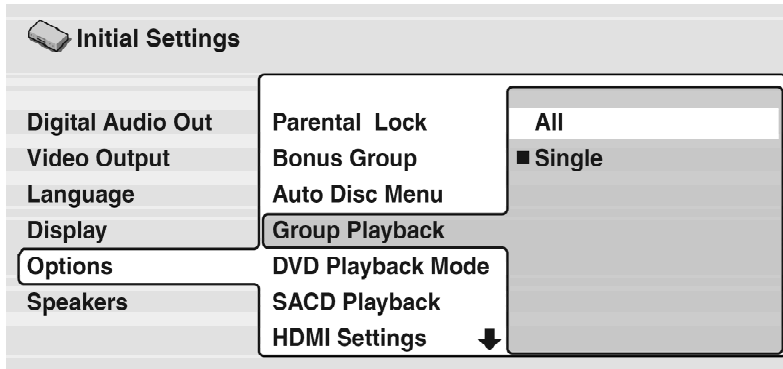 Initial Settings
Digital Audio Out
Video Output
Language
Display
Options
Speakers
Parental Lock
Bonus Group
Auto Disc Menu
Group Playback
DVD Playback Mode
SACD Playback
HDMI Settings
All
Single